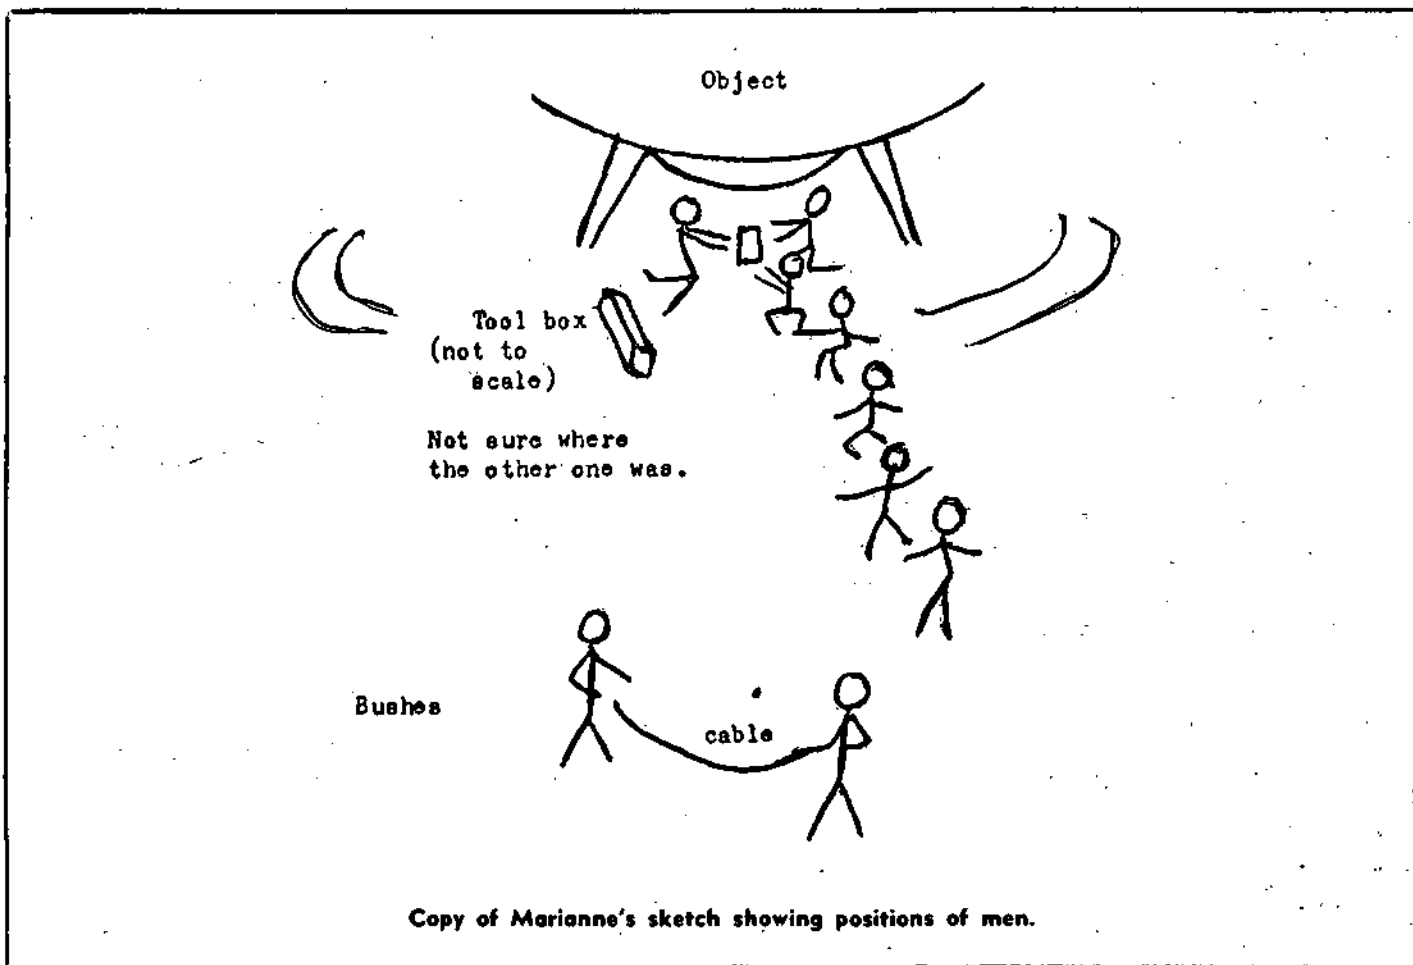 Object
Tool box
(not to
scale)
Not sure where
the other one was.
Bushes
cable
Copy of Marianne's sketch showing positions of men.